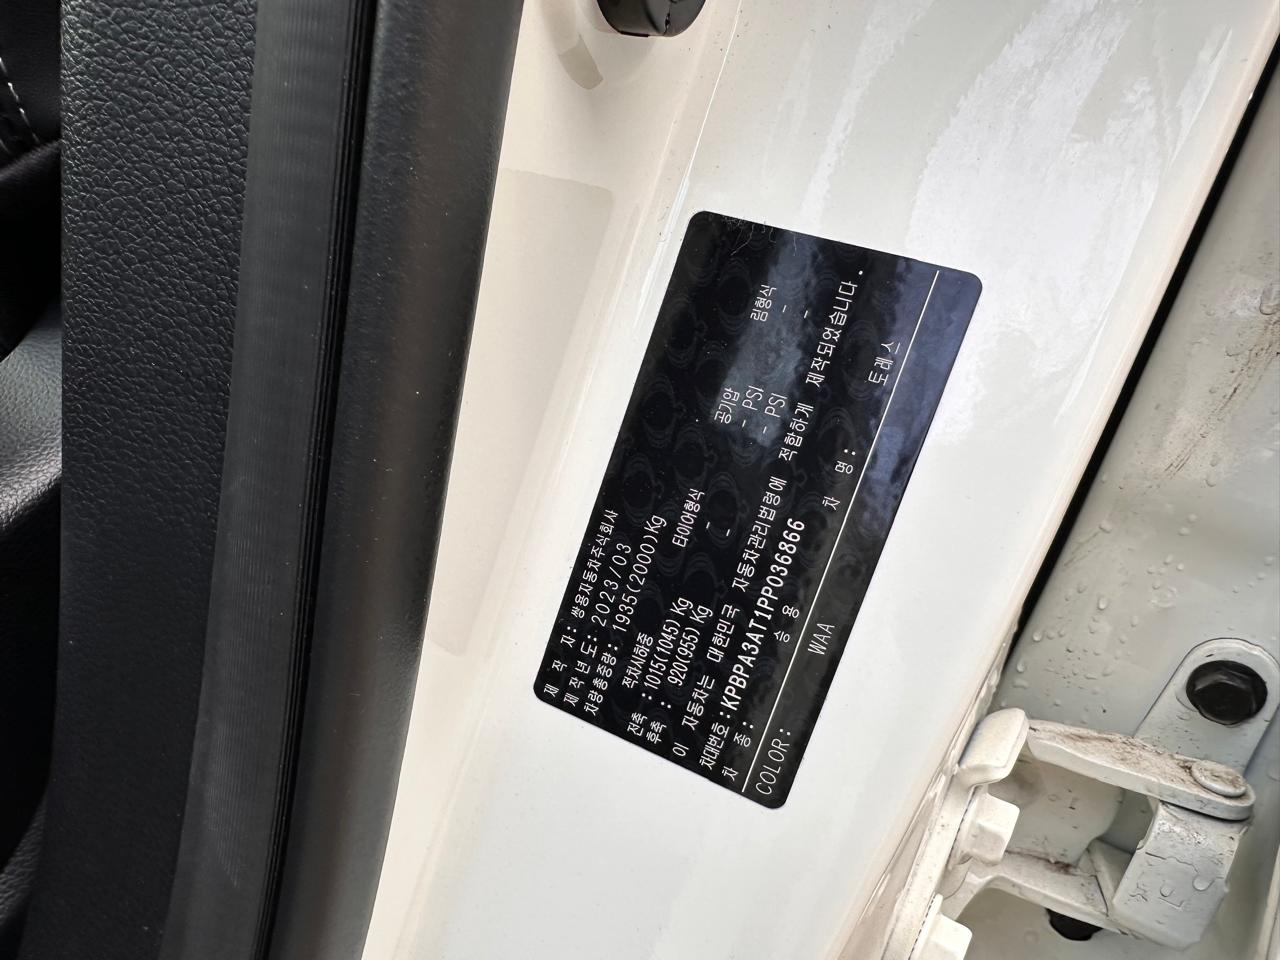 제 작 자: 쌍용자동차주식회사
제 작 년 도: 2023/03
차량총중량: 1935(2000)Kg
적차시하중 타이어형식 공기압 림형식
전축 : 1015(1045)Kg - - PSI -
후축 : 920(955)Kg - PSI -
이 자동차는 대한민국 자동차관리법령에 적합하게 제작되었습니다.
차대번호:KPBPA3AT1PP036866
차 종: 승용 차 명: 토레스
COLOR: WAA